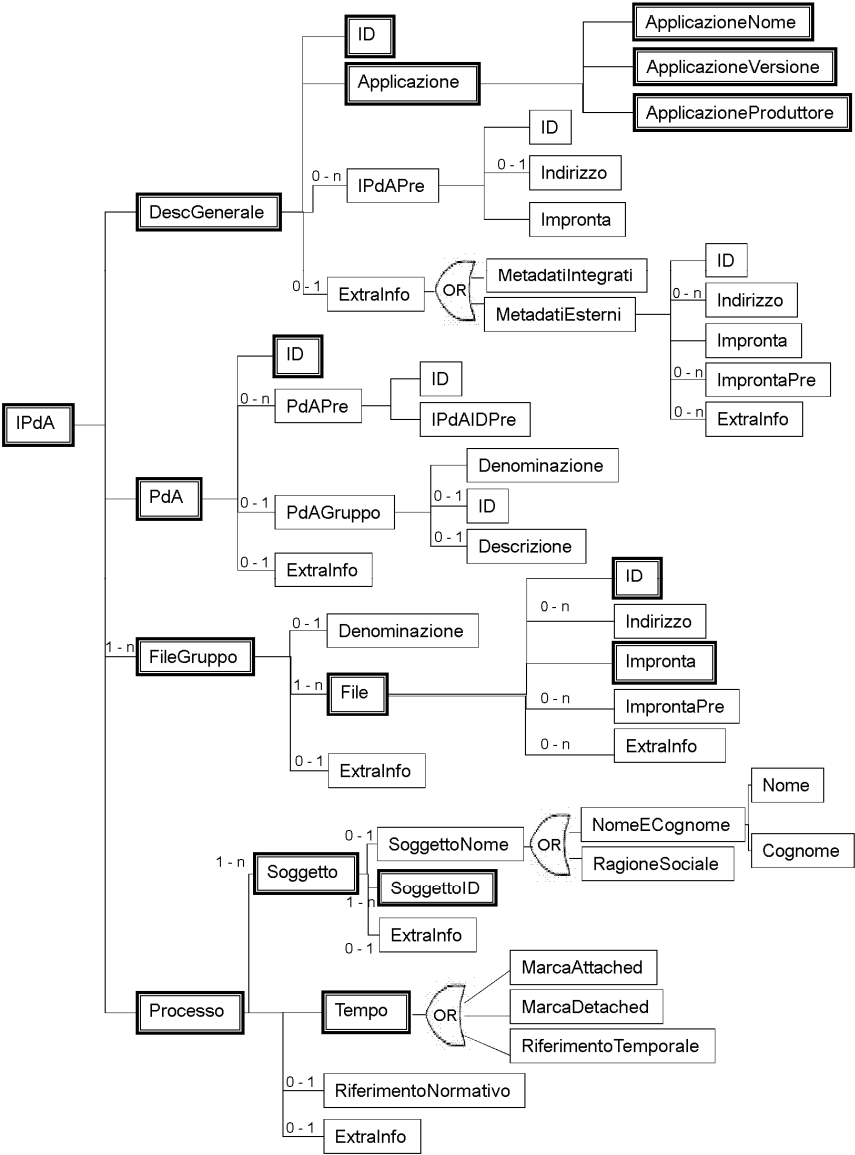 ID
Applicazione
ApplicazioneNome
ApplicazioneVersione
ApplicazioneProduttore
0 - n
IPdAPre
ID
0 - 1
Indirizzo
Impronta
DescGenerale
0 - 1
ExtraInfo
OR
MetadatiIntegrati
MetadatiEsterni
ID
0 - n
Indirizzo
Impronta
0 - n
ImprontaPre
0 - n
ExtraInfo
IPdA
PdA
ID
0 - n
PdAPre
ID
IPdAIDPre
0 - 1
PdAGruppo
Denominazione
0 - 1
ID
0 - 1
Descrizione
0 - 1
ExtraInfo
1 - n
FileGruppo
0 - 1
Denominazione
1 - n
File
ID
0 - n
Indirizzo
Impronta
0 - n
ImprontaPre
0 - n
ExtraInfo
0 - 1
ExtraInfo
Processo
1 - n
Soggetto
0 - 1
SoggettoNome
OR
NomeECognome
Nome
Cognome
RagioneSociale
SoggettoID
1 - n
ExtraInfo
0 - 1
Tempo
OR
MarcaAttached
MarcaDetached
RiferimentoTemporale
0 - 1
RiferimentoNormativo
0 - 1
ExtraInfo